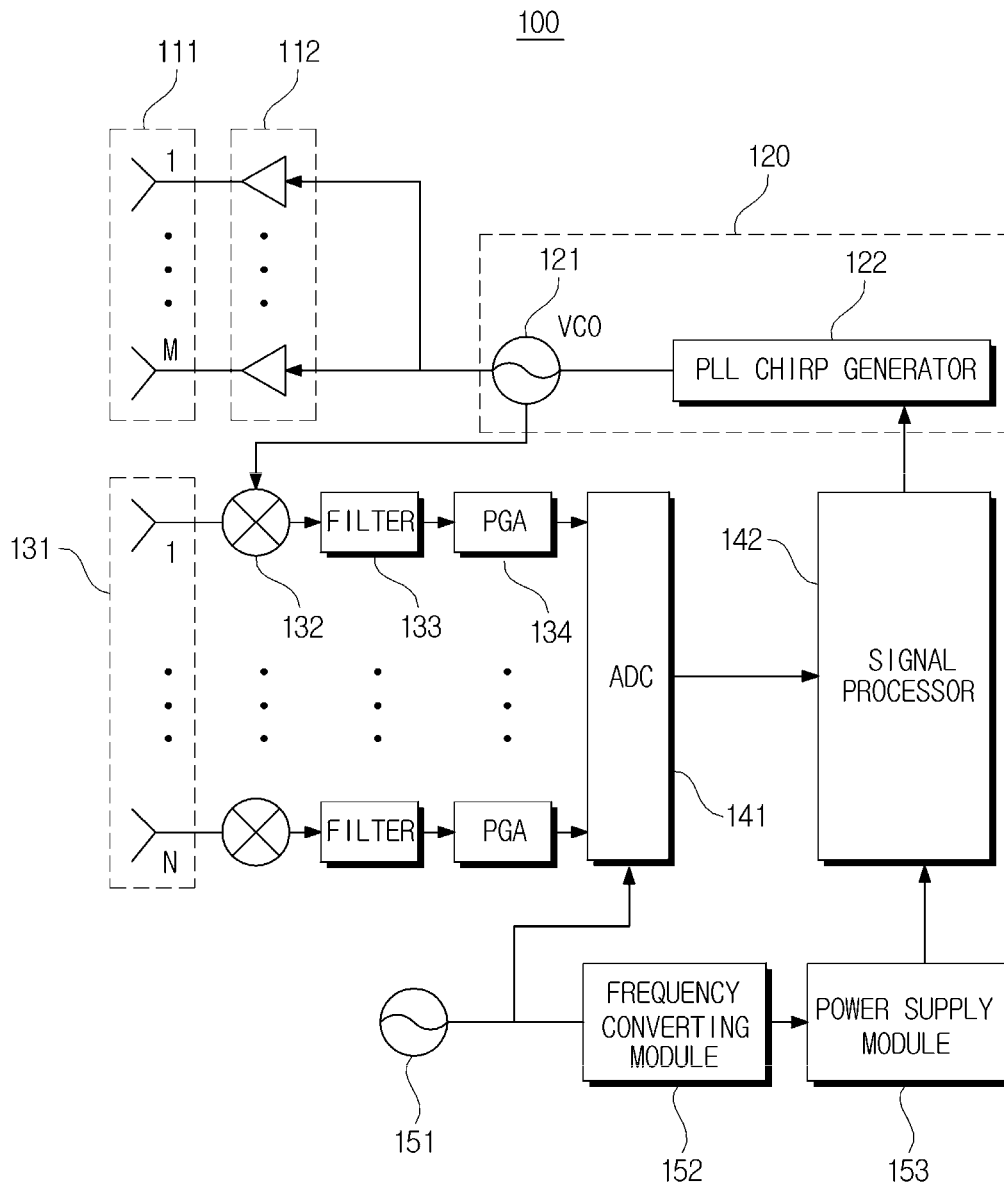 100
111
112
120
1
121
122
VCO
M
PLL CHIRP GENERATOR
FILTER
PGA
131
1
142
132
133
134
ADC
SIGNAL
PROCESSOR
141
FILTER
PGA
N
FREQUENCY
CONVERTING
MODULE
POWER SUPPLY
MODULE
151
152
153